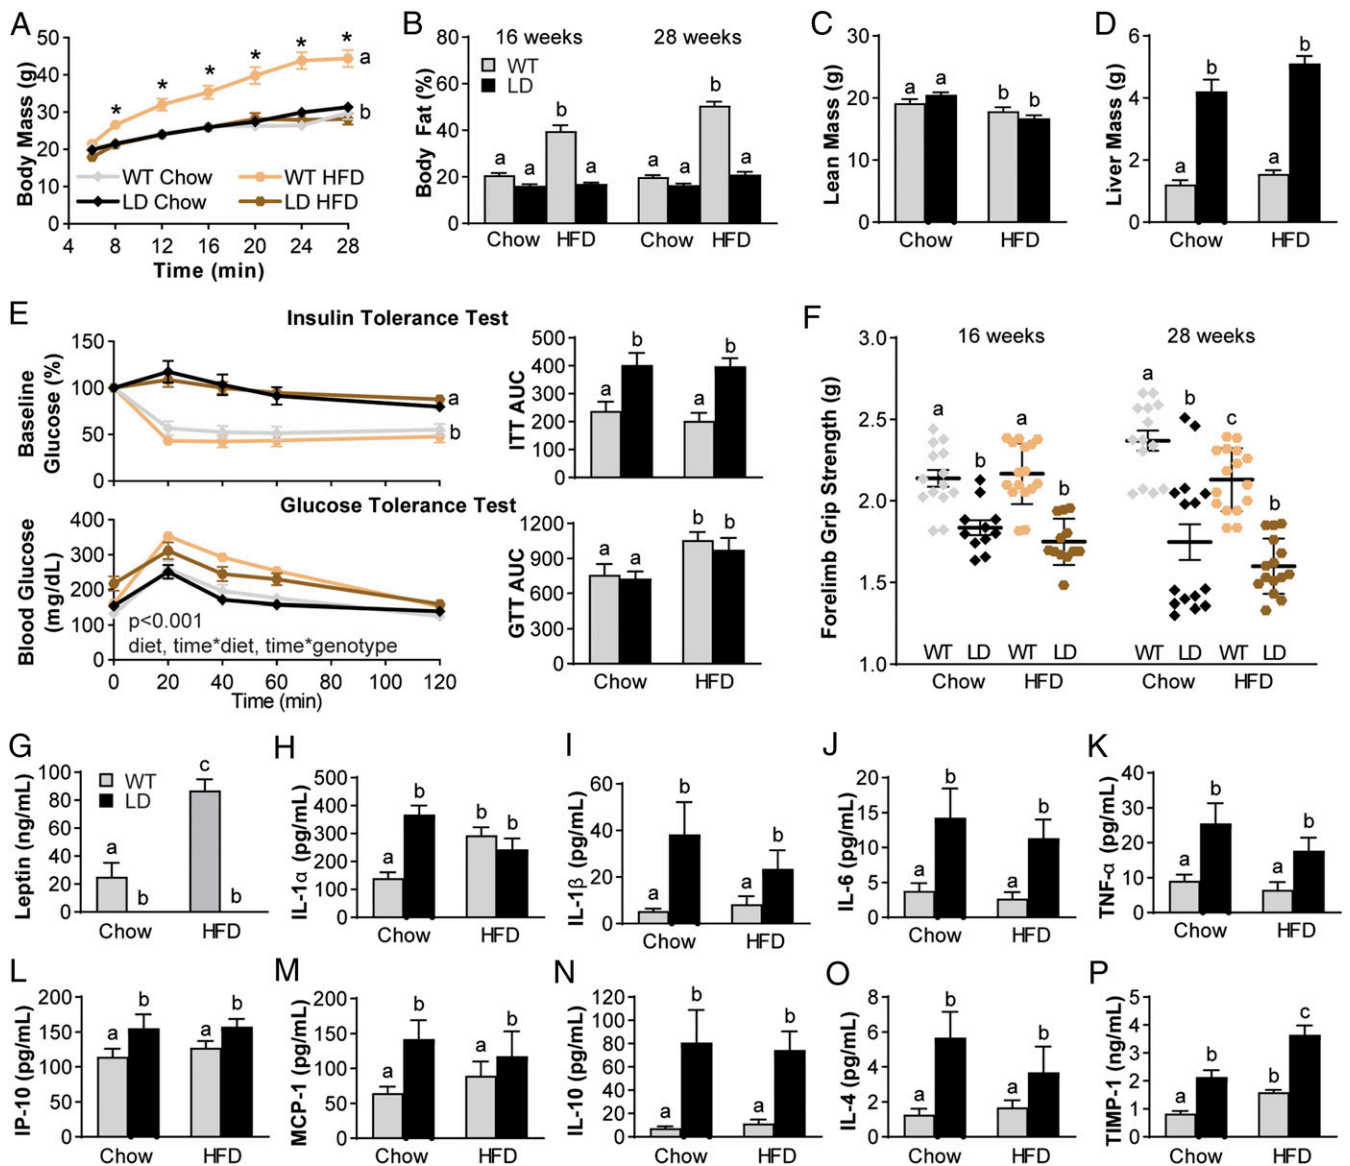 A
Body Mass (g)
50
40
30
20
10
0
* * * * * *
a
b
WT Chow WT HFD
LD Chow LD HFD
4 8 12 16 20 24 28
Time (min)
B
Body Fat (%)
80
60
40
20
0
16 weeks 28 weeks
WT
LD
a a b a a a b a
Chow HFD Chow HFD
C
Lean Mass (g)
30
20
10
0
a a b b
Chow HFD
D
Liver Mass (g)
6
4
2
0
a b a b
Chow HFD
E
Insulin Tolerance Test
Baseline
Glucose (%)
150
100
50
0
a
b
ITT AUC
500
400
300
200
100
0
a b a b
Glucose Tolerance Test
Blood Glucose
(mg/dL)
400
300
200
100
0
p<0.001
diet, time*diet, time*genotype
0 20 40 60 80 100 120
Time (min)
GTT AUC
1200
900
600
300
0
a a b b
Chow HFD
F
Forelimb Grip Strength (g)
3.0
2.5
2.0
1.5
1.0
16 weeks 28 weeks
a b a b a b c b
WT LD WT LD WT LD WT LD
Chow HFD Chow HFD
G
Leptin (ng/mL)
100
80
60
40
20
0
WT
LD
a b c b
Chow HFD
H
IL-1α (pg/mL)
500
400
300
200
100
0
a b b b
Chow HFD
I
IL-1β (pg/mL)
60
40
20
0
a b a b
Chow HFD
J
IL-6 (pg/mL)
20
15
10
5
0
a b a b
Chow HFD
K
TNF-α (pg/mL)
40
30
20
10
0
a b a b
Chow HFD
L
IP-10 (pg/mL)
200
150
100
50
0
a b a b
Chow HFD
M
MCP-1 (pg/mL)
200
150
100
50
0
a b a b
Chow HFD
N
IL-10 (pg/mL)
120
100
80
60
40
20
0
a b a b
Chow HFD
O
IL-4 (pg/mL)
8
6
4
2
0
a b a b
Chow HFD
P
TIMP-1 (ng/mL)
5
4
3
2
1
0
a b b c
Chow HFD